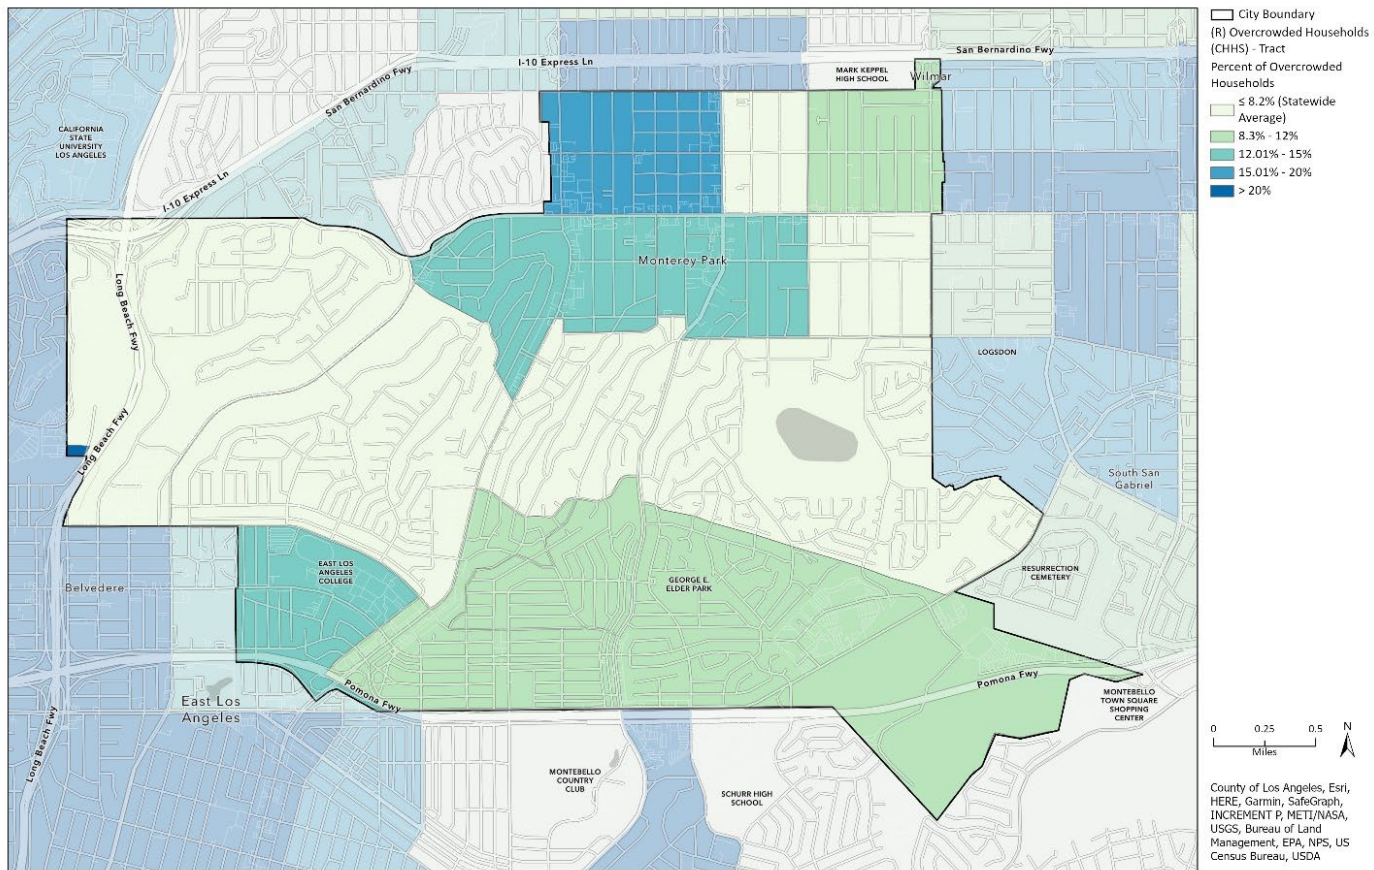 San Bernardino Fwy
I-10 Express Ln
MARK KEPPEL
HIGH SCHOOL
Wilmar
San Bernardino Fwy
CALIFORNIA
STATE
UNIVERSITY
LOS ANGELES
I-10 Express Ln
Long Beach Fwy
Monterey Park
LOGSDON
Long Beach Fwy
South San
Gabriel
Belvedere
EAST LOS
ANGELES
COLLEGE
GEORGE E.
ELDER PARK
RESURRECTION
CEMETERY
East Los
Angeles
Pomona Fwy
Pomona Fwy
MONTEBELLO
TOWN SQUARE
SHOPPING
CENTER
Long Beach Fwy
MONTEBELLO
COUNTRY
CLUB
SCHURR HIGH
SCHOOL
City Boundary
(R) Overcrowded Households
(CHHS) - Tract
Percent of Overcrowded
Households
≤ 8.2% (Statewide
Average)
8.3% - 12%
12.01% - 15%
15.01% - 20%
> 20%
0 0.25 0.5
Miles
N
County of Los Angeles, Esri,
HERE, Garmin, SafeGraph,
INCREMENT P, METI/NASA,
USGS, Bureau of Land
Management, EPA, NPS, US
Census Bureau, USDA